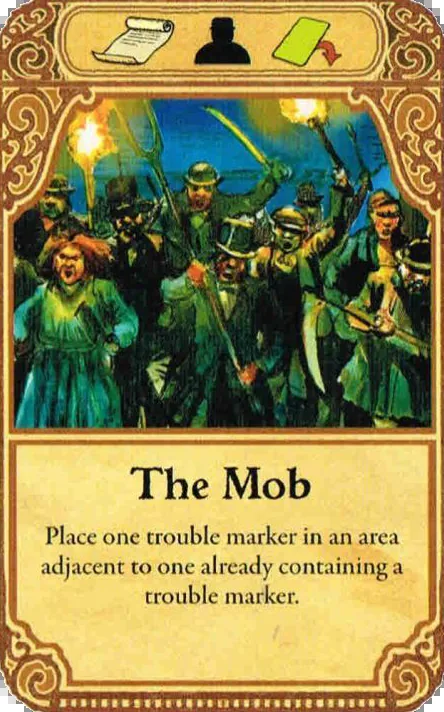 The Mob
Place one trouble marker in an area
adjacent to one already containing a
trouble marker.